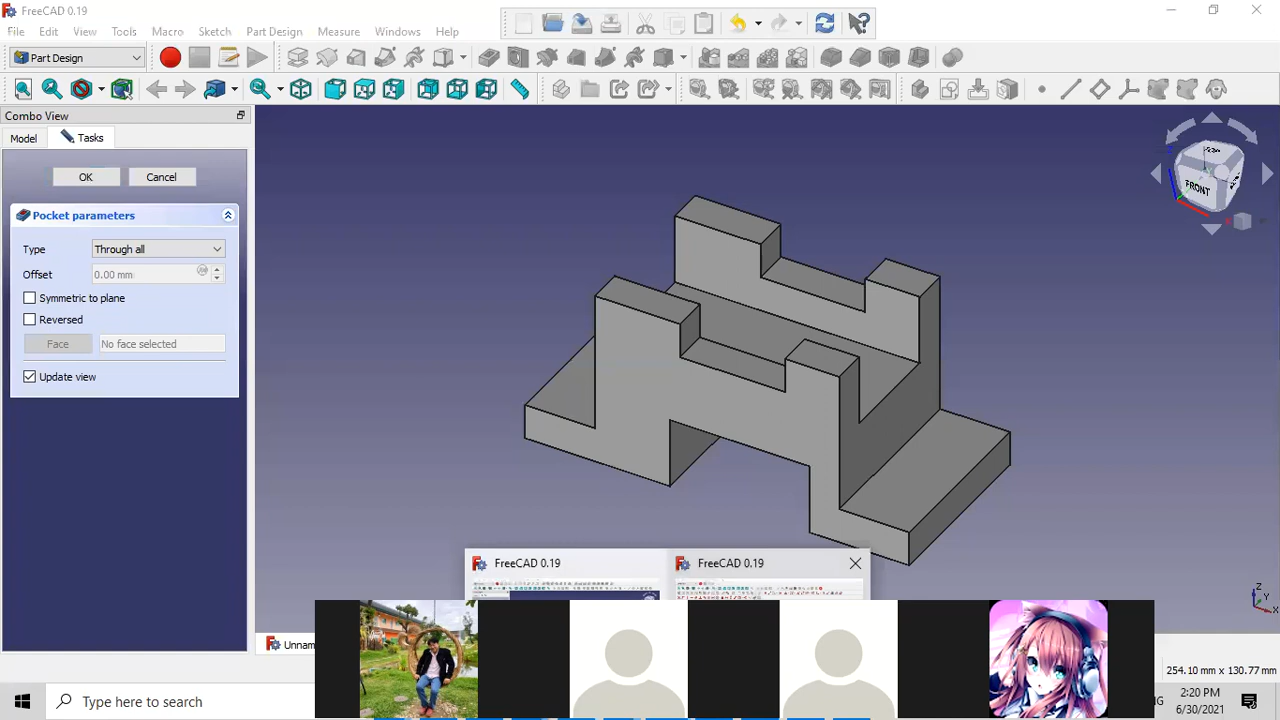 FreeCAD 0.19
File Edit View Tools Macro Sketch Part Design Measure Windows Help
Part Design
Combo View
Model Tasks
OK Cancel
Pocket parameters
Type Through all
Offset 0.00 mm
Symmetric to plane
Reversed
Face No face selected
Update view
FRONT
FreeCAD 0.19 FreeCAD 0.19
Unnam
254.10 mm x 130.77 mm
Type here to search
NG 2:20 PM
6/30/2021